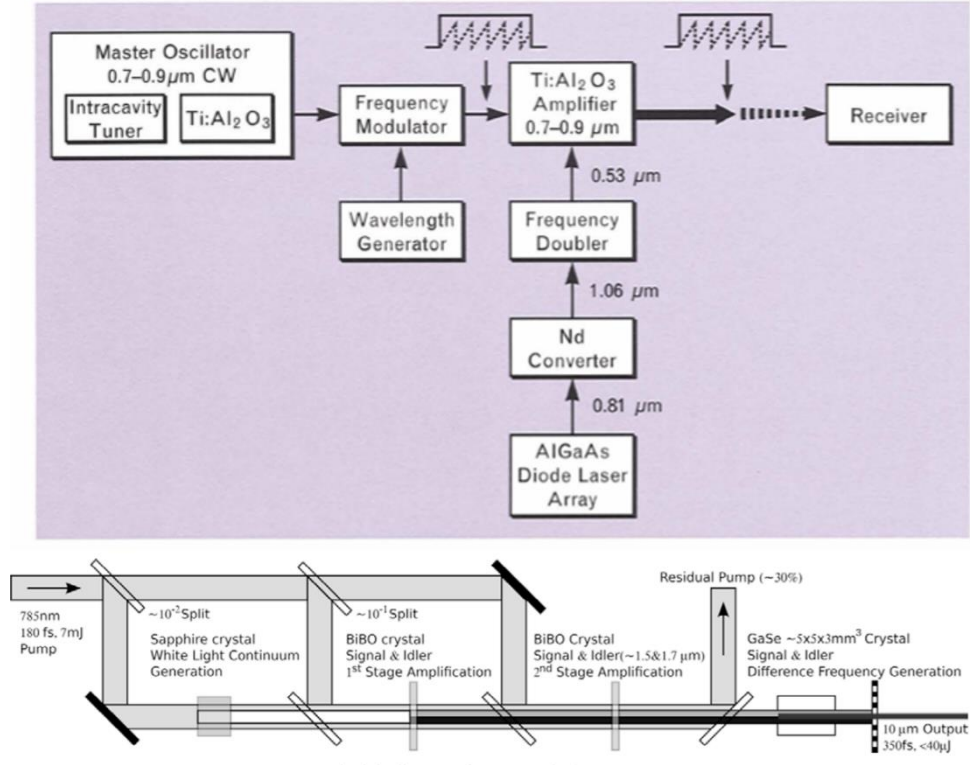 Master Oscillator
0.7–0.9 µm CW
Intracavity
Tuner
Ti:Al2O3
Frequency
Modulator
Wavelength
Generator
Ti:Al2O3
Amplifier
0.7–0.9 µm
Receiver
0.53 µm
Frequency
Doubler
1.06 µm
Nd
Converter
0.81 µm
AlGaAs
Diode Laser
Array
785nm
180 fs, 7mJ
Pump
~10⁻² Split
Sapphire crystal
White Light Continuum
Generation
~10⁻¹ Split
BiBO crystal
Signal & Idler
1st Stage Amplification
BiBO Crystal
Signal & Idler(~1.5&1.7 µm)
2nd Stage Amplification
Residual Pump (~30%)
GaSe ~5x5x3mm³ Crystal
Signal & Idler
Difference Frequency Generation
10 µm Output
350fs, <40µJ